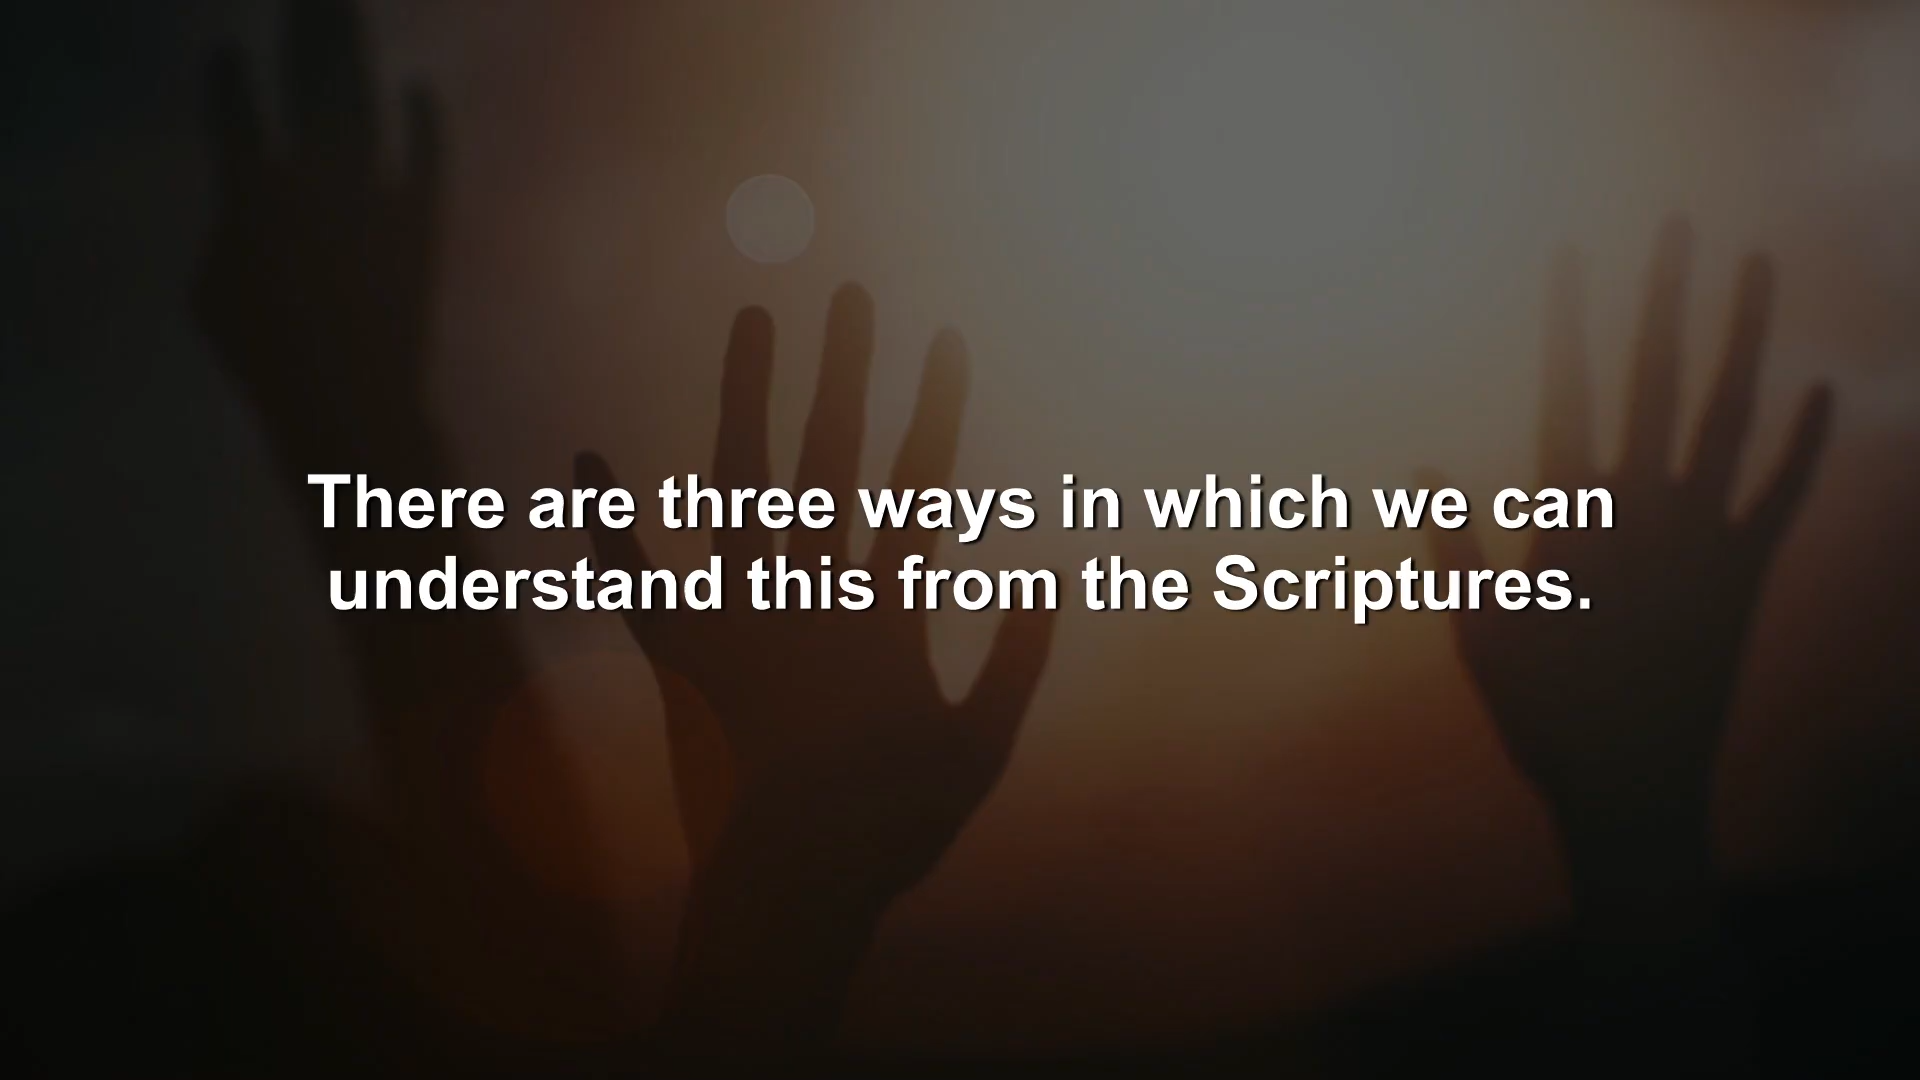 There are three ways in which we can
understand this from the Scriptures.